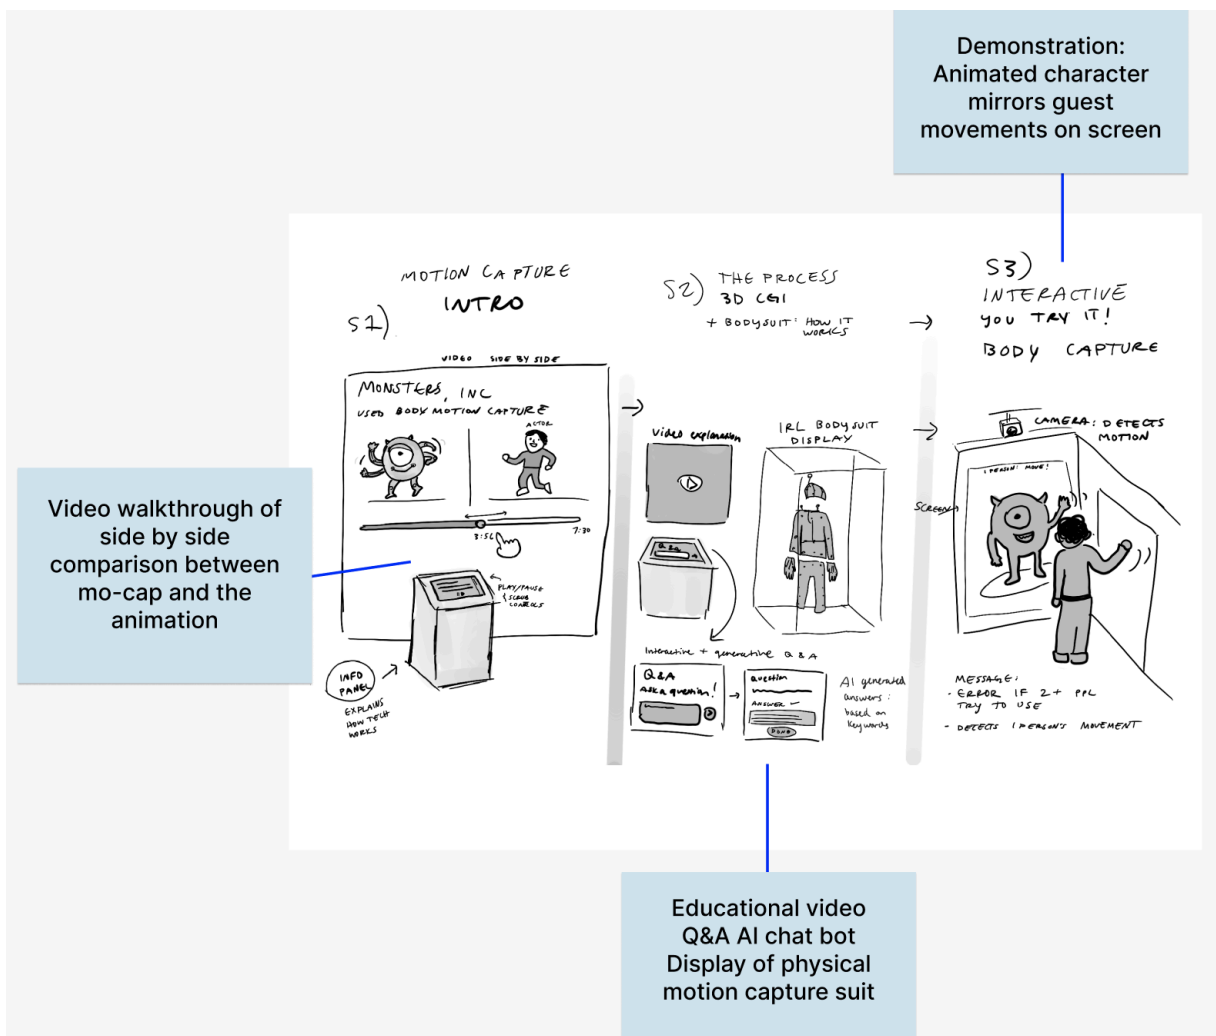 Demonstration:
Animated character
mirrors guest
movements on screen
MOTION CAPTURE
INTRO
S1)
VIDEO SIDE BY SIDE
MONSTERS, INC
USED BODY MOTION CAPTURE
ACTOR
3:56
7:30
PLAY/PAUSE
& SCRUB
CONTROLS
INFO
PANEL
EXPLAINS
HOW TECH
WORKS
Video walkthrough of
side by side
comparison between
mo-cap and the
animation
S2) THE PROCESS
3D CGI
+ BODYSUIT: HOW IT
WORKS
Video explanation
IRL BODYSUIT
DISPLAY
Q&A
Interactive + generative Q & A
Q&A
Ask a question!
question
ANSWER
DONE
AI generated
answers:
based on
keywords
S3)
INTERACTIVE
YOU TRY IT!
BODY CAPTURE
CAMERA: DETECTS
MOTION
1 PERSON: MOVE!
SCREEN
MESSAGE:
- ERROR IF 2+ PPL
TRY TO USE
- DETECTS 1 PERSON'S MOVEMENT
Educational video
Q&A AI chat bot
Display of physical
motion capture suit